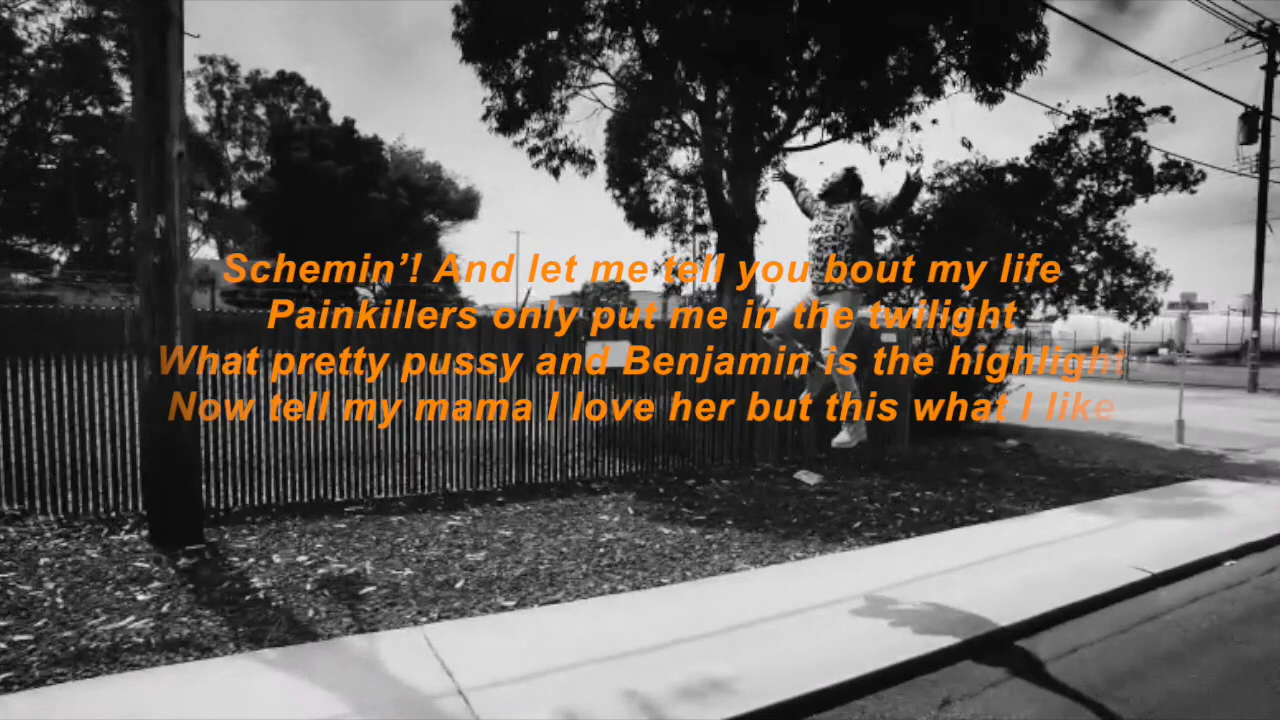 Schemin’! And let me tell you bout my life
Painkillers only put me in the twilight
What pretty pussy and Benjamin is the highlight
Now tell my mama I love her but this what I like